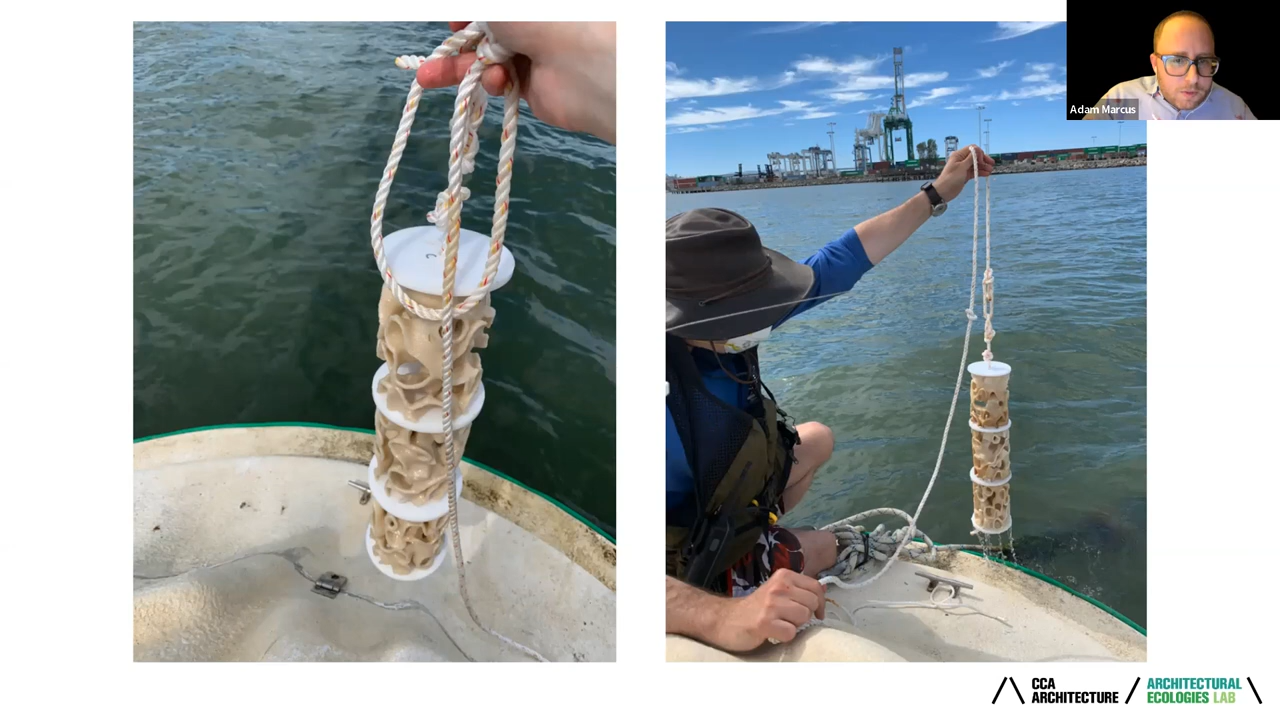 Adam Marcus
CCA
ARCHITECTURE
ARCHITECTURAL
ECOLOGIES LAB